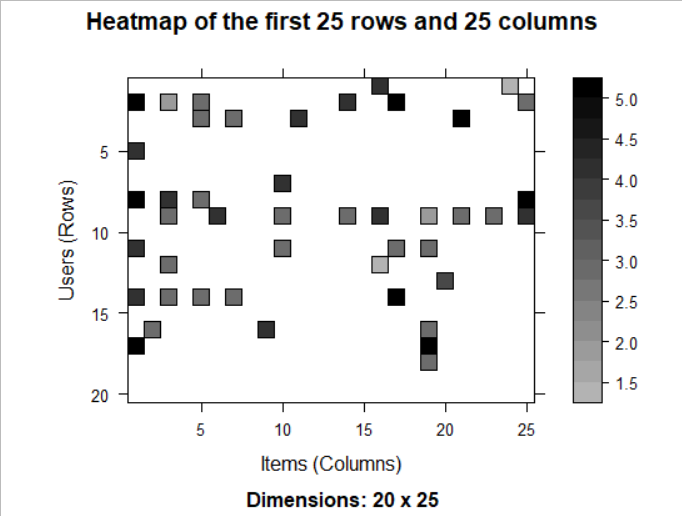 Heatmap of the first 25 rows and 25 columns
Users (Rows)
5
10
15
20
5 10 15 20 25
Items (Columns)
Dimensions: 20 x 25
5.0
4.5
4.0
3.5
3.0
2.5
2.0
1.5